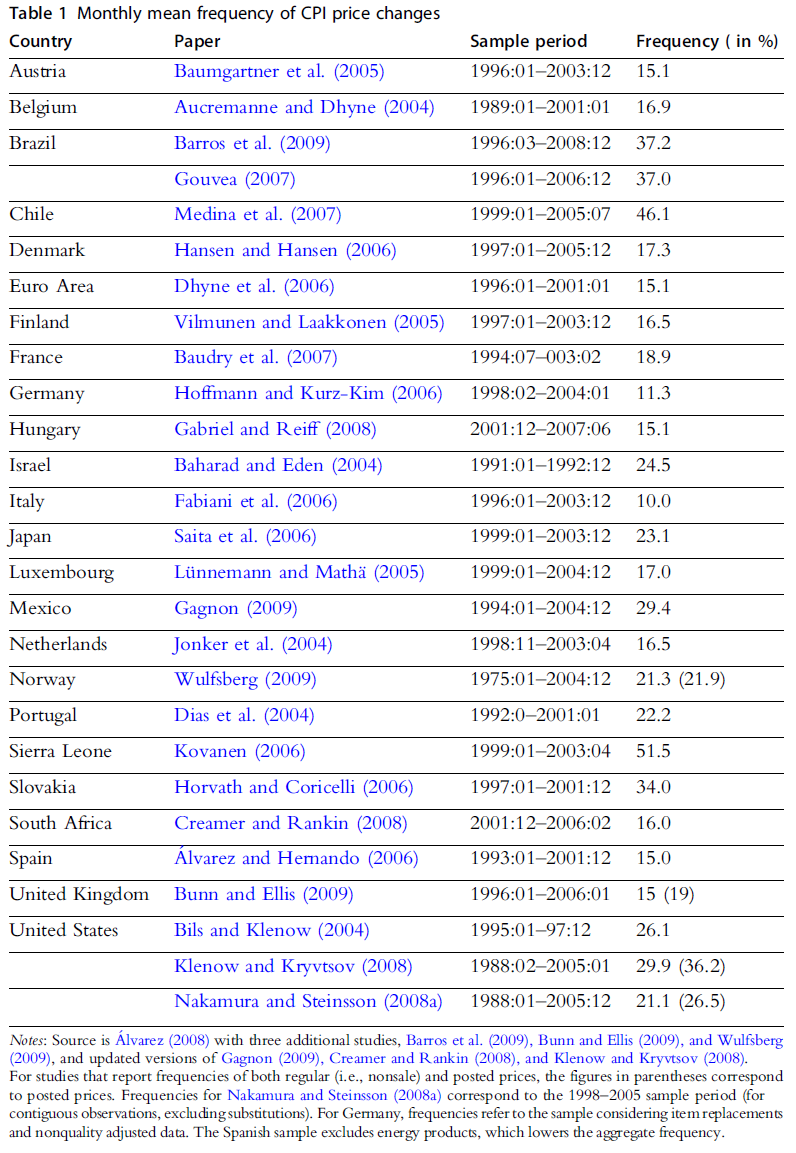 Table 1 Monthly mean frequency of CPI price changes
Country Paper Sample period Frequency ( in %)
Austria Baumgartner et al. (2005) 1996:01–2003:12 15.1
Belgium Aucremanne and Dhyne (2004) 1989:01–2001:01 16.9
Brazil Barros et al. (2009) 1996:03–2008:12 37.2
Gouvea (2007) 1996:01–2006:12 37.0
Chile Medina et al. (2007) 1999:01–2005:07 46.1
Denmark Hansen and Hansen (2006) 1997:01–2005:12 17.3
Euro Area Dhyne et al. (2006) 1996:01–2001:01 15.1
Finland Vilmunen and Laakkonen (2005) 1997:01–2003:12 16.5
France Baudry et al. (2007) 1994:07–003:02 18.9
Germany Hoffmann and Kurz-Kim (2006) 1998:02–2004:01 11.3
Hungary Gabriel and Reiff (2008) 2001:12–2007:06 15.1
Israel Baharad and Eden (2004) 1991:01–1992:12 24.5
Italy Fabiani et al. (2006) 1996:01–2003:12 10.0
Japan Saita et al. (2006) 1999:01–2003:12 23.1
Luxembourg Lünnemann and Mathä (2005) 1999:01–2004:12 17.0
Mexico Gagnon (2009) 1994:01–2004:12 29.4
Netherlands Jonker et al. (2004) 1998:11–2003:04 16.5
Norway Wulfsberg (2009) 1975:01–2004:12 21.3 (21.9)
Portugal Dias et al. (2004) 1992:0–2001:01 22.2
Sierra Leone Kovanen (2006) 1999:01–2003:04 51.5
Slovakia Horvath and Coricelli (2006) 1997:01–2001:12 34.0
South Africa Creamer and Rankin (2008) 2001:12–2006:02 16.0
Spain Álvarez and Hernando (2006) 1993:01–2001:12 15.0
United Kingdom Bunn and Ellis (2009) 1996:01–2006:01 15 (19)
United States Bils and Klenow (2004) 1995:01–97:12 26.1
Klenow and Kryvtsov (2008) 1988:02–2005:01 29.9 (36.2)
Nakamura and Steinsson (2008a) 1988:01–2005:12 21.1 (26.5)
Notes: Source is Álvarez (2008) with three additional studies, Barros et al. (2009), Bunn and Ellis (2009), and Wulfsberg
(2009), and updated versions of Gagnon (2009), Creamer and Rankin (2008), and Klenow and Kryvtsov (2008).
For studies that report frequencies of both regular (i.e., nonsale) and posted prices, the figures in parentheses correspond
to posted prices. Frequencies for Nakamura and Steinsson (2008a) correspond to the 1998–2005 sample period (for
contiguous observations, excluding substitutions). For Germany, frequencies refer to the sample considering item replacements
and nonquality adjusted data. The Spanish sample excludes energy products, which lowers the aggregate frequency.